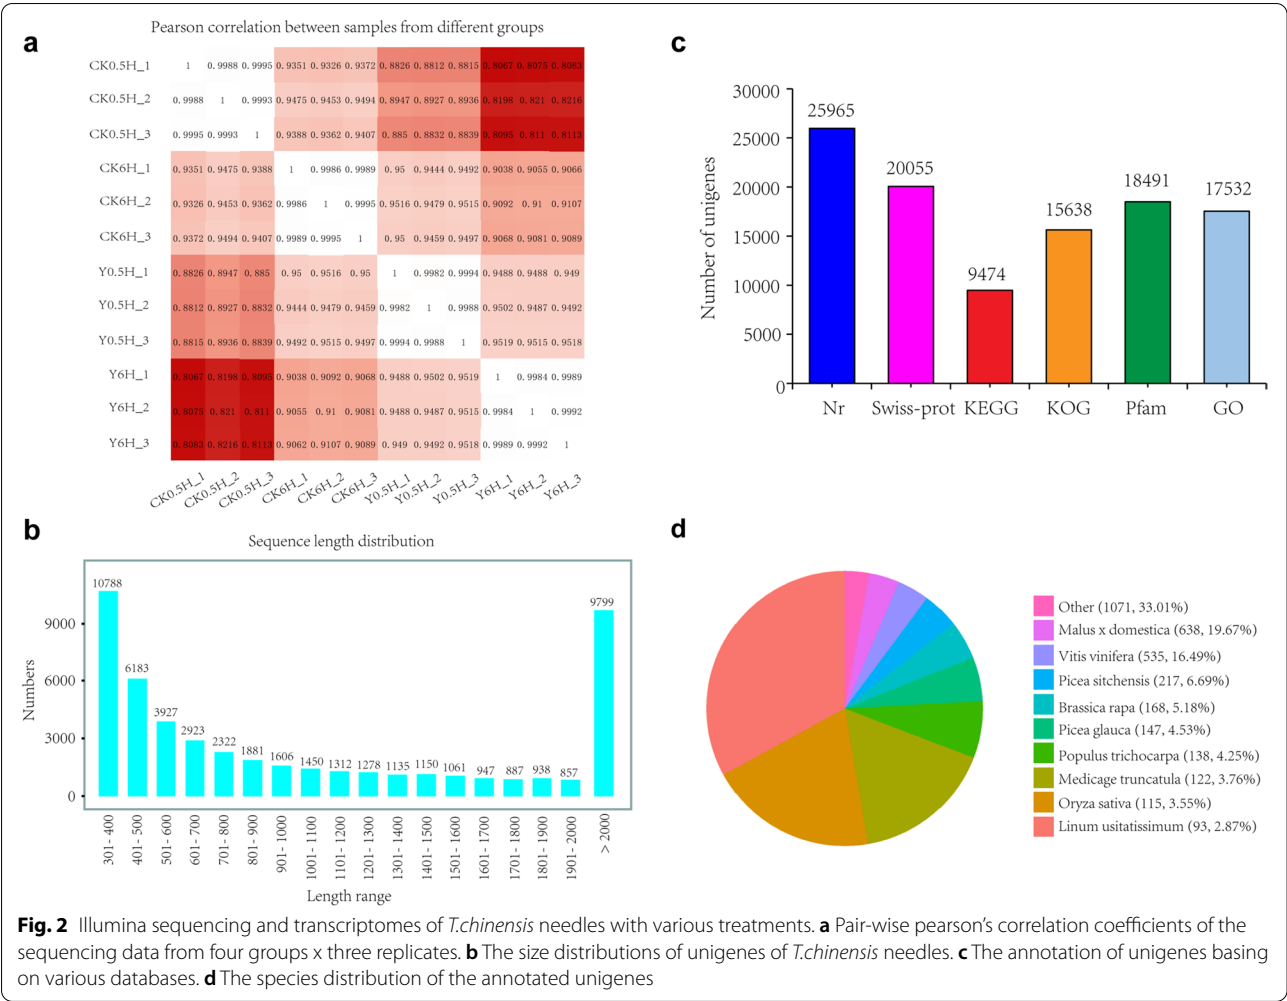 a
Pearson correlation between samples from different groups
CK0.5H_1 1 0.9988 0.9995 0.9351 0.9326 0.9372 0.8826 0.8812 0.8815 0.8067 0.8075 0.8083
CK0.5H_2 0.9988 1 0.9993 0.9475 0.9453 0.9494 0.8947 0.8927 0.8936 0.8198 0.821 0.8216
CK0.5H_3 0.9995 0.9993 1 0.9388 0.9362 0.9407 0.885 0.8832 0.8839 0.8095 0.811 0.8113
CK6H_1 0.9351 0.9475 0.9388 1 0.9986 0.9989 0.95 0.9444 0.9492 0.9038 0.9055 0.9066
CK6H_2 0.9326 0.9453 0.9362 0.9986 1 0.9995 0.9516 0.9479 0.9515 0.9092 0.91 0.9107
CK6H_3 0.9372 0.9494 0.9407 0.9989 0.9995 1 0.95 0.9459 0.9497 0.9068 0.9081 0.9089
Y0.5H_1 0.8826 0.8947 0.885 0.95 0.9516 0.95 1 0.9982 0.9994 0.9488 0.9488 0.949
Y0.5H_2 0.8812 0.8927 0.8832 0.9444 0.9479 0.9459 0.9982 1 0.9988 0.9502 0.9487 0.9492
Y0.5H_3 0.8815 0.8936 0.8839 0.9492 0.9515 0.9497 0.9994 0.9988 1 0.9519 0.9515 0.9518
Y6H_1 0.8067 0.8198 0.8095 0.9038 0.9092 0.9068 0.9488 0.9502 0.9519 1 0.9984 0.9989
Y6H_2 0.8075 0.821 0.811 0.9055 0.91 0.9081 0.9488 0.9487 0.9515 0.9984 1 0.9992
Y6H_3 0.8083 0.8216 0.8113 0.9062 0.9107 0.9089 0.949 0.9492 0.9518 0.9989 0.9992 1
CK0.5H_1 CK0.5H_2 CK0.5H_3 CK6H_1 CK6H_2 CK6H_3 Y0.5H_1 Y0.5H_2 Y0.5H_3 Y6H_1 Y6H_2 Y6H_3
b
Sequence length distribution
Numbers
9000
6000
3000
0
10788 6183 3927 2923 2322 1881 1606 1450 1312 1278 1135 1150 1061 947 887 938 857 9799
301- 400 401- 500 501- 600 601- 700 701- 800 801- 900 901- 1000 1001- 1100 1101- 1200 1201- 1300 1301- 1400 1401- 1500 1501- 1600 1601- 1700 1701- 1800 1801- 1900 1901- 2000 > 2000
Length range
c
Number of unigenes
30000
25000
20000
15000
10000
5000
0
25965 20055 9474 15638 18491 17532
Nr Swiss-prot KEGG KOG Pfam GO
d
Other (1071, 33.01%)
Malus x domestica (638, 19.67%)
Vitis vinifera (535, 16.49%)
Picea sitchensis (217, 6.69%)
Brassica rapa (168, 5.18%)
Picea glauca (147, 4.53%)
Populus trichocarpa (138, 4.25%)
Medicage truncatula (122, 3.76%)
Oryza sativa (115, 3.55%)
Linum usitatissimum (93, 2.87%)
Fig. 2 Illumina sequencing and transcriptomes of T.chinensis needles with various treatments. a Pair-wise pearson's correlation coefficients of the
sequencing data from four groups x three replicates. b The size distributions of unigenes of T.chinensis needles. c The annotation of unigenes basing
on various databases. d The species distribution of the annotated unigenes